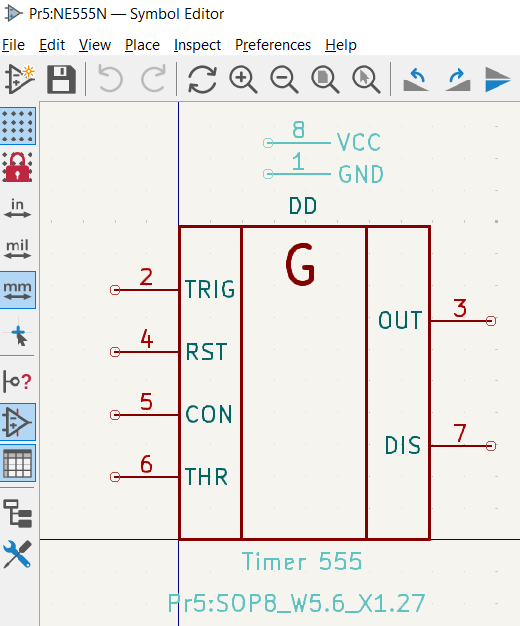 Pr5:NE555N — Symbol Editor
File Edit View Place Inspect Preferences Help
in
mil
mm
?
8 VCC
1 GND
DD
G
2 TRIG
OUT 3
4 RST
5 CON
DIS 7
6 THR
Timer 555
Pr5:SOP8_W5.6_X1.27